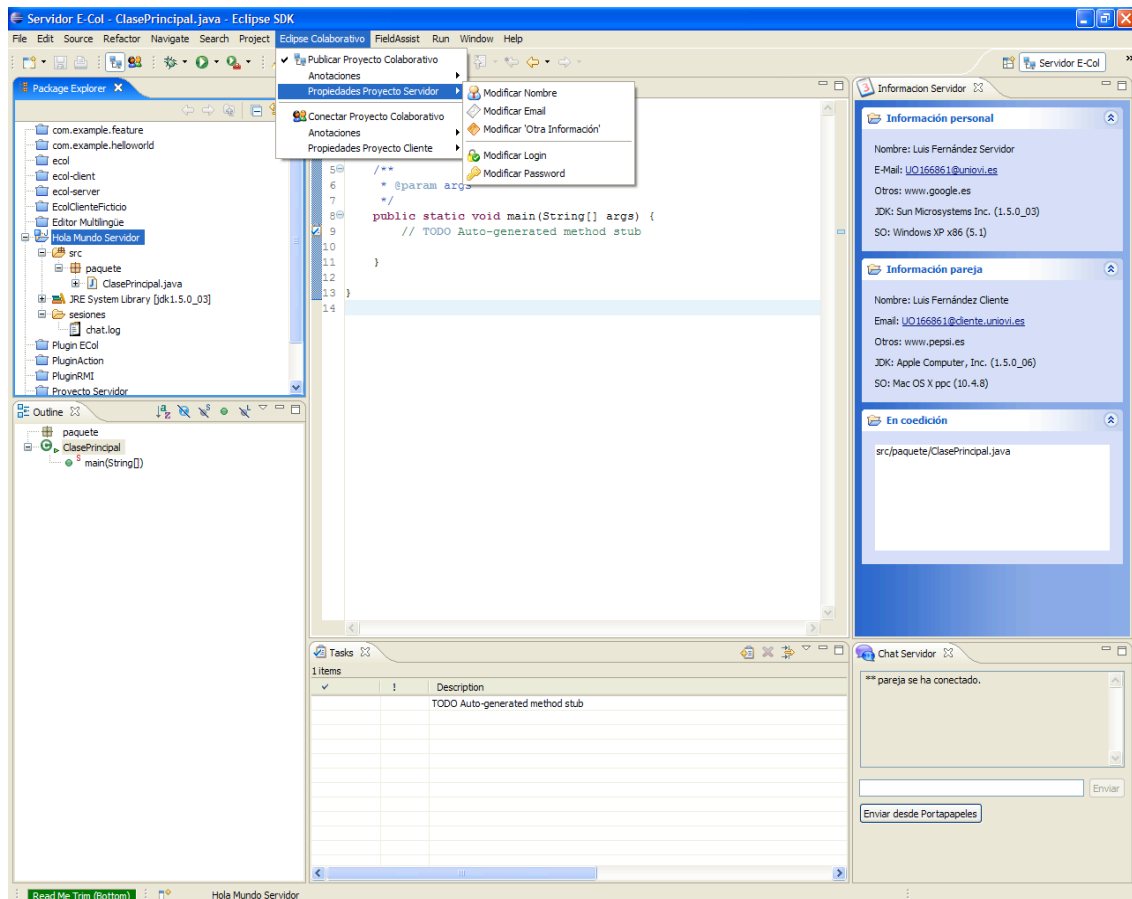 Servidor E-Col - ClasePrincipal.java - Eclipse SDK
File Edit Source Refactor Navigate Search Project Eclipse Colaborativo FieldAssist Run Window Help
Servidor E-Col
»
Publicar Proyecto Colaborativo
Anotaciones
Propiedades Proyecto Servidor
Conectar Proyecto Colaborativo
Anotaciones
Propiedades Proyecto Cliente
Modificar Nombre
Modificar Email
Modificar 'Otra Información'
Modificar Login
Modificar Password
Package Explorer
com.example.feature
com.example.helloworld
ecol
ecol-client
ecol-server
EcolClienteFicticio
Editor Multilingüe
Hola Mundo Servidor
src
paquete
ClasePrincipal.java
JRE System Library [jdk1.5.0_03]
sesiones
chat.log
Plugin ECol
PluginAction
PluginRMI
Proyecto Servidor
5 /**
6 * @param args
7 */
8 public static void main(String[] args) {
9 // TODO Auto-generated method stub
10
11 }
12
13 }
14
Informacion Servidor
Información personal
Nombre: Luis Fernández Servidor
E-Mail: UO166861@uniovi.es
Otros: www.google.es
JDK: Sun Microsystems Inc. (1.5.0_03)
SO: Windows XP x86 (5.1)
Información pareja
Nombre: Luis Fernández Cliente
Email: UO166861@cliente.uniovi.es
Otros: www.pepsi.es
JDK: Apple Computer, Inc. (1.5.0_06)
SO: Mac OS X ppc (10.4.8)
En coedición
src/paquete/ClasePrincipal.java
Outline
paquete
ClasePrincipal
main(String[])
Tasks
1 items
! Description
TODO Auto-generated method stub
Chat Servidor
** pareja se ha conectado.
Enviar
Enviar desde Portapapeles
Read Me Trim (Bottom)
Hola Mundo Servidor